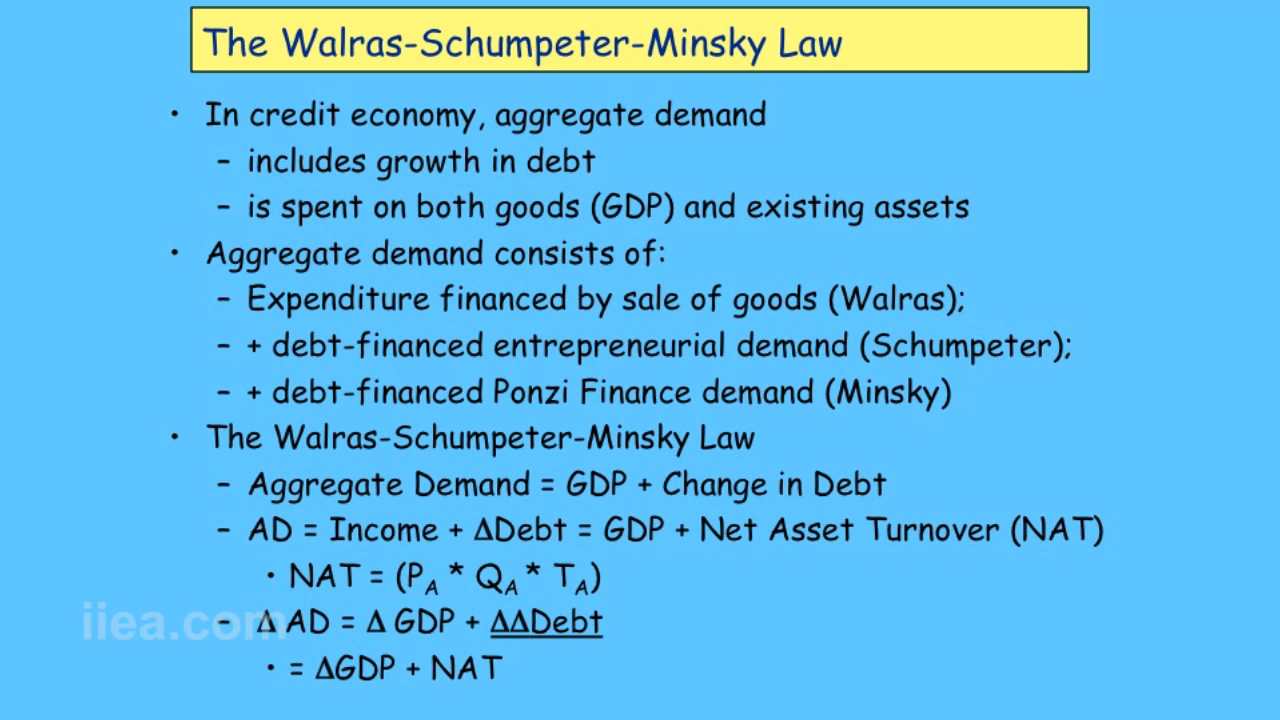 The Walras-Schumpeter-Minsky Law
• In credit economy, aggregate demand
– includes growth in debt
– is spent on both goods (GDP) and existing assets
• Aggregate demand consists of:
– Expenditure financed by sale of goods (Walras);
– + debt-financed entrepreneurial demand (Schumpeter);
– + debt-financed Ponzi Finance demand (Minsky)
• The Walras-Schumpeter-Minsky Law
– Aggregate Demand = GDP + Change in Debt
– AD = Income + ΔDebt = GDP + Net Asset Turnover (NAT)
• NAT = (P_A * Q_A * T_A)
– Δ AD = Δ GDP + ΔΔDebt
• = ΔGDP + NAT
iiea.com